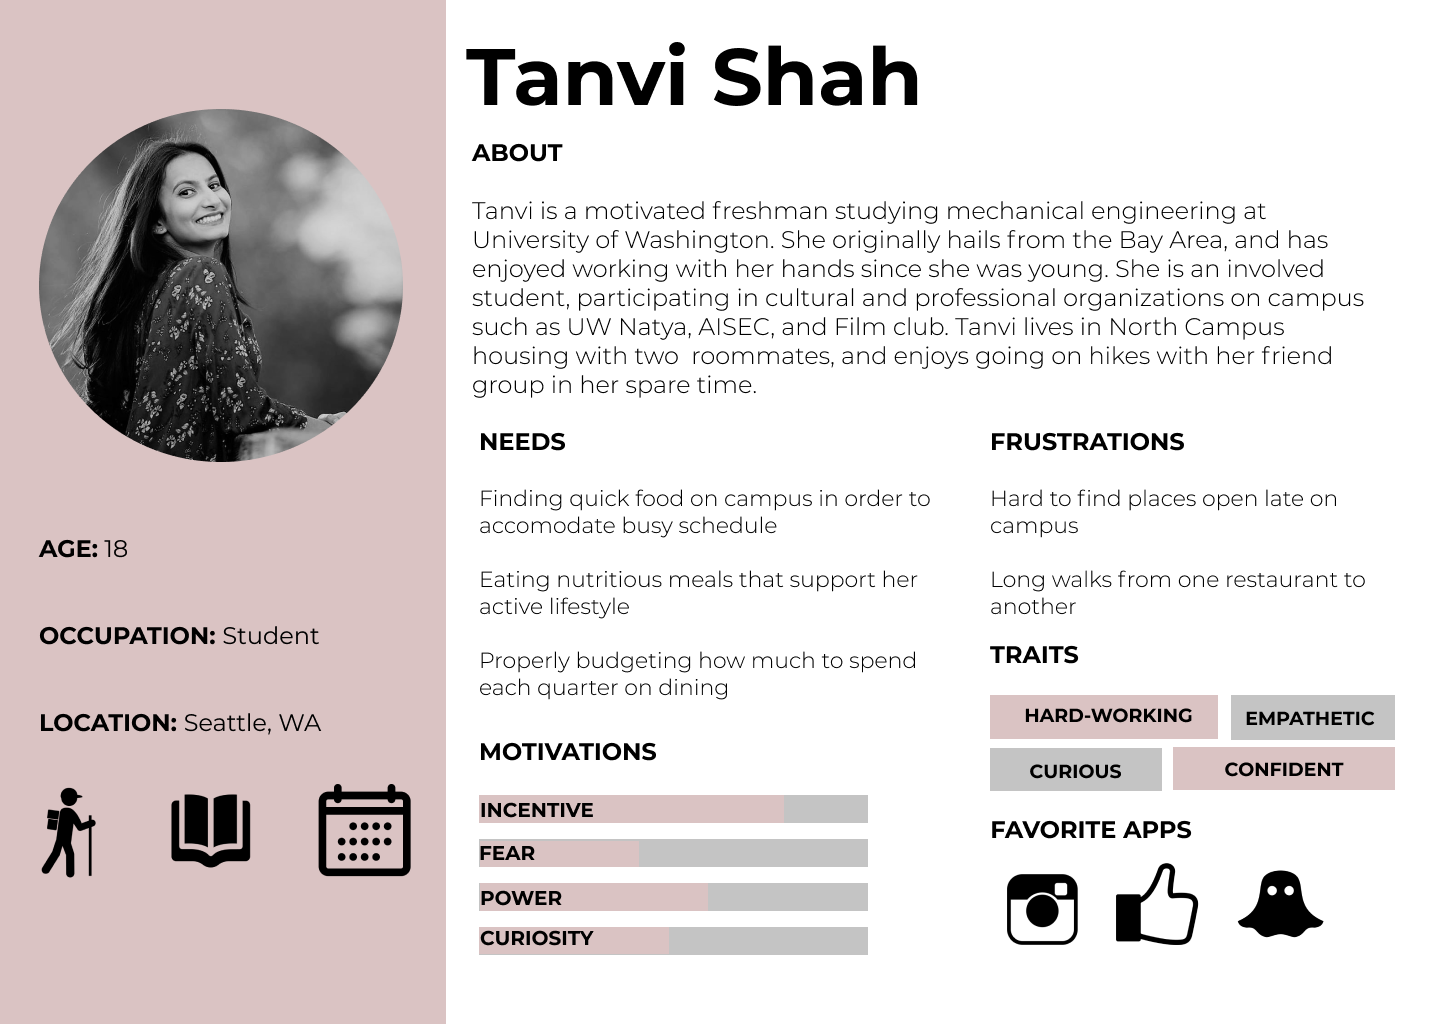 Tanvi Shah
ABOUT
Tanvi is a motivated freshman studying mechanical engineering at
University of Washington. She originally hails from the Bay Area, and has
enjoyed working with her hands since she was young. She is an involved
student, participating in cultural and professional organizations on campus
such as UW Natya, AISEC, and Film club. Tanvi lives in North Campus
housing with two  roommates, and enjoys going on hikes with her friend
group in her spare time.
AGE: 18
OCCUPATION: Student
LOCATION: Seattle, WA
NEEDS
Finding quick food on campus in order to
accomodate busy schedule
Eating nutritious meals that support her
active lifestyle
Properly budgeting how much to spend
each quarter on dining
MOTIVATIONS
INCENTIVE
FEAR
POWER
CURIOSITY
FRUSTRATIONS
Hard to find places open late on
campus
Long walks from one restaurant to
another
TRAITS
HARD-WORKING
EMPATHETIC
CURIOUS
CONFIDENT
FAVORITE APPS